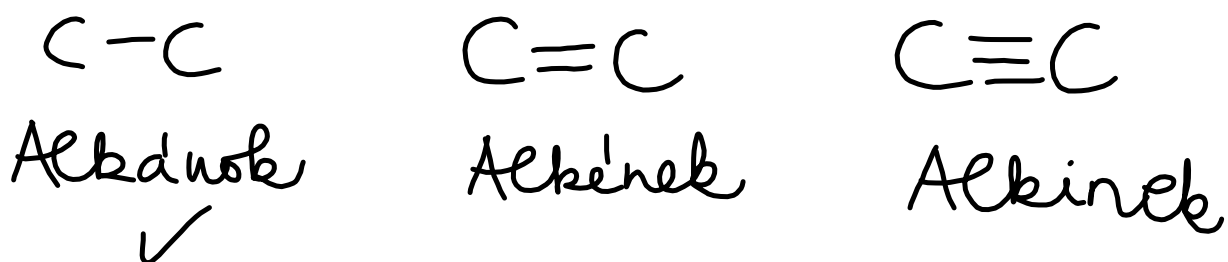 C - C C = C C ≡ C
Alkánok Alkének Alkinek
✓